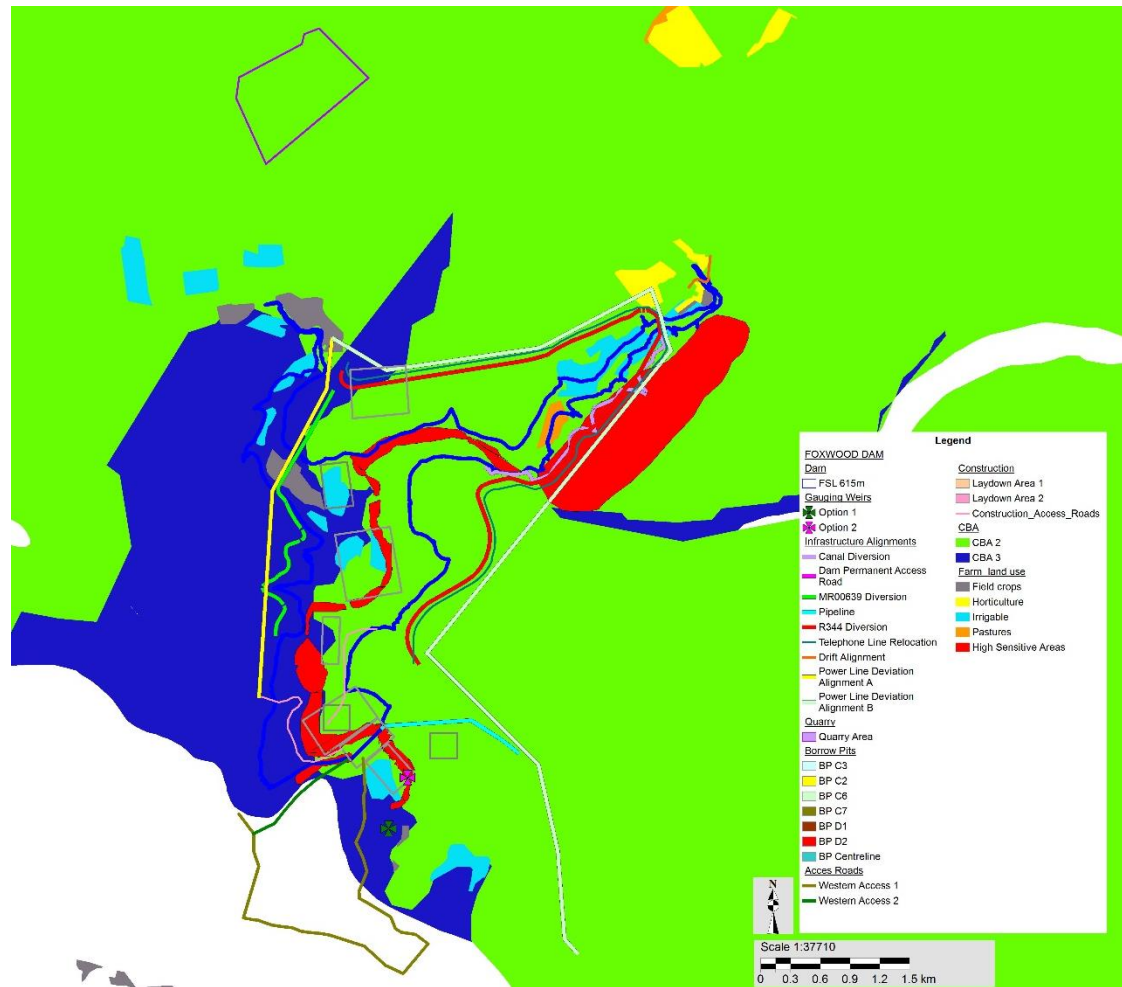 Legend
FOXWOOD DAM
Dam
FSL 615m
Gauging Weirs
Option 1
Option 2
Infrastructure Alignments
Canal Diversion
Dam Permanent Access
Road
MR00639 Diversion
Pipeline
R344 Diversion
Telephone Line Relocation
Drift Alignment
Power Line Deviation
Alignment A
Power Line Deviation
Alignment B
Quarry
Quarry Area
Borrow Pits
BP C3
BP C2
BP C6
BP C7
BP D1
BP D2
BP Centreline
Acces Roads
Western Access 1
Western Access 2
Construction
Laydown Area 1
Laydown Area 2
Construction_Access_Roads
CBA
CBA 2
CBA 3
Farm_land use
Field crops
Horticulture
Irrigable
Pastures
High Sensitive Areas
N
Scale 1:37710
0 0.3 0.6 0.9 1.2 1.5 km